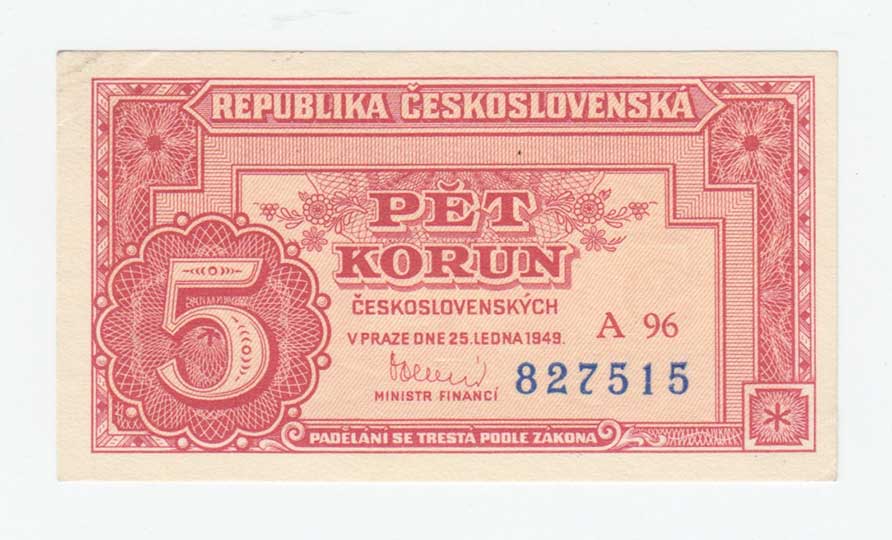 REPUBLIKA ČESKOSLOVENSKÁ
PĚT
KORUN
ČESKOSLOVENSKÝCH
V PRAZE DNE 25. LEDNA 1949.
A 96
827515
MINISTR FINANCÍ
5
PADĚLÁNÍ SE TRESTÁ PODLE ZÁKONA